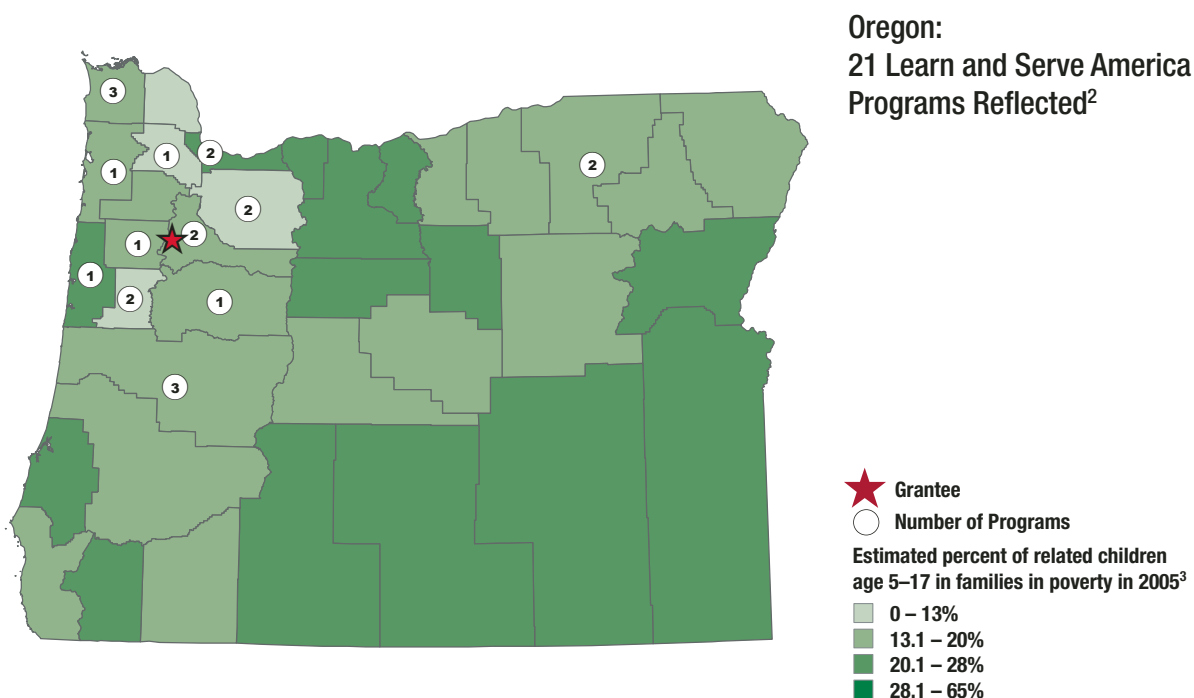 Oregon:
21 Learn and Serve America
Programs Reflected2
3
1
2
1
2
2
2
1
1
2
1
3
Grantee
Number of Programs
Estimated percent of related children
age 5–17 in families in poverty in 20053
0 – 13%
13.1 – 20%
20.1 – 28%
28.1 – 65%